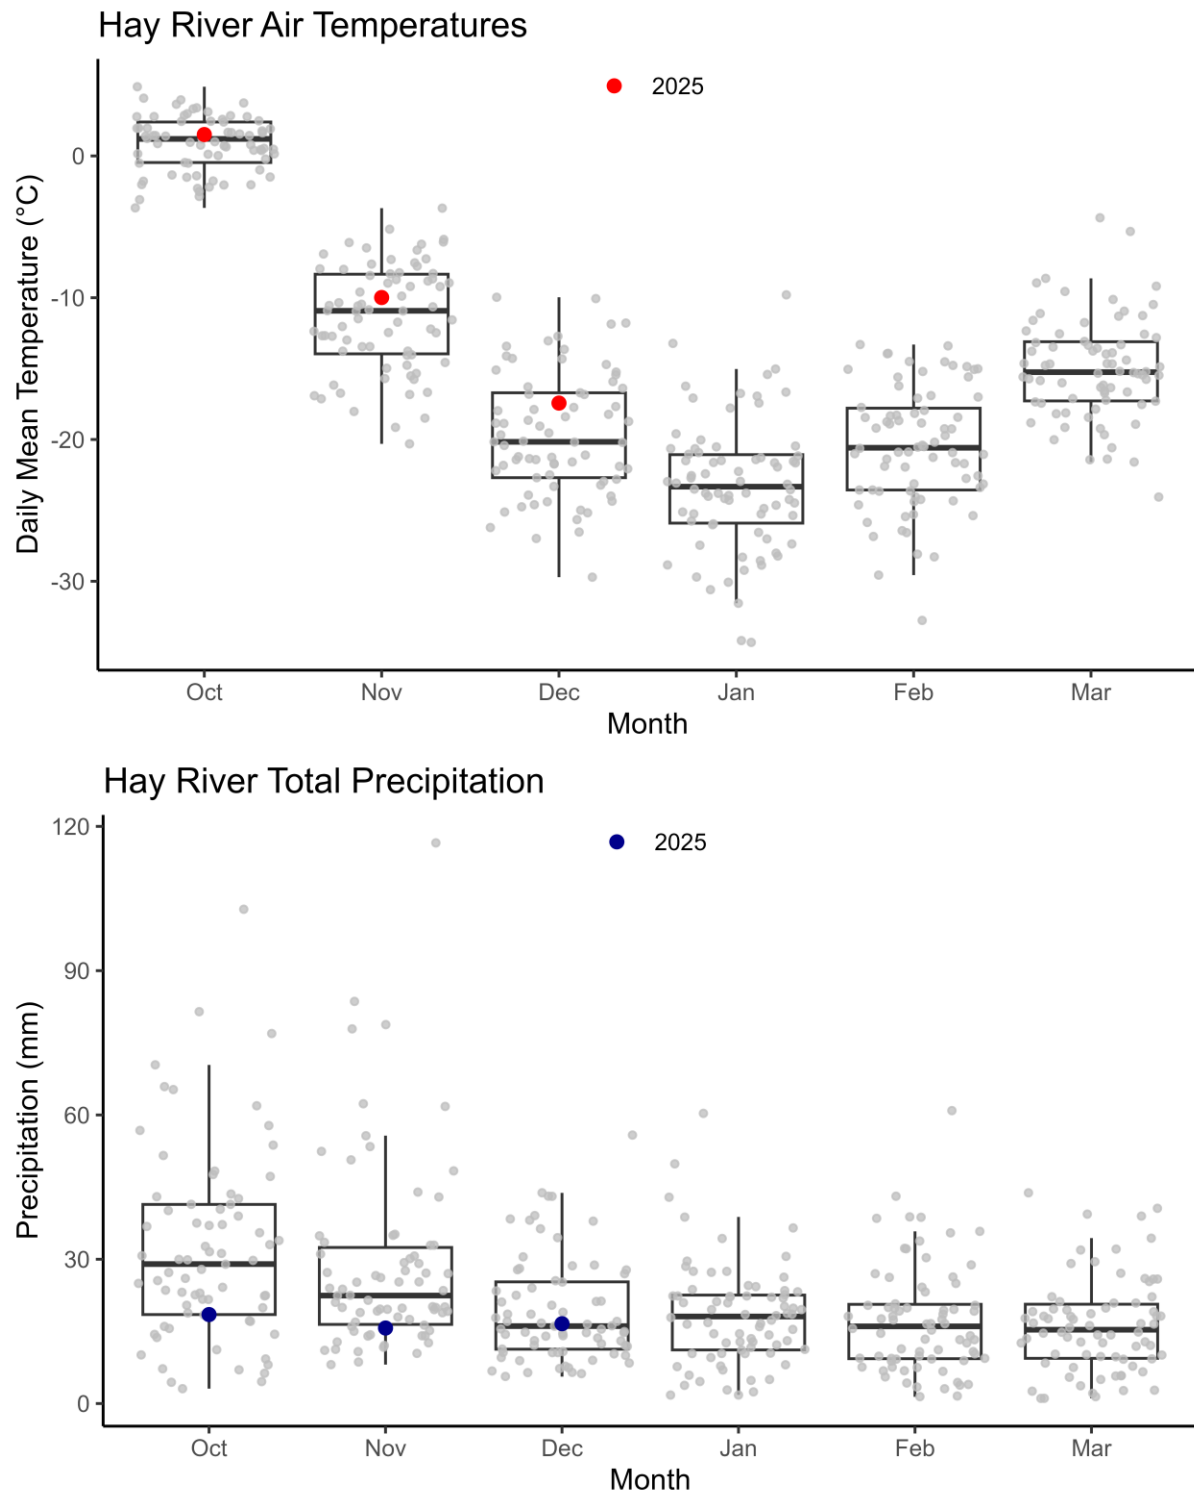 Hay River Air Temperatures
2025
Daily Mean Temperature (°C)
0
-10
-20
-30
Oct Nov Dec Jan Feb Mar
Month
Hay River Total Precipitation
2025
Precipitation (mm)
120
90
60
30
0
Oct Nov Dec Jan Feb Mar
Month